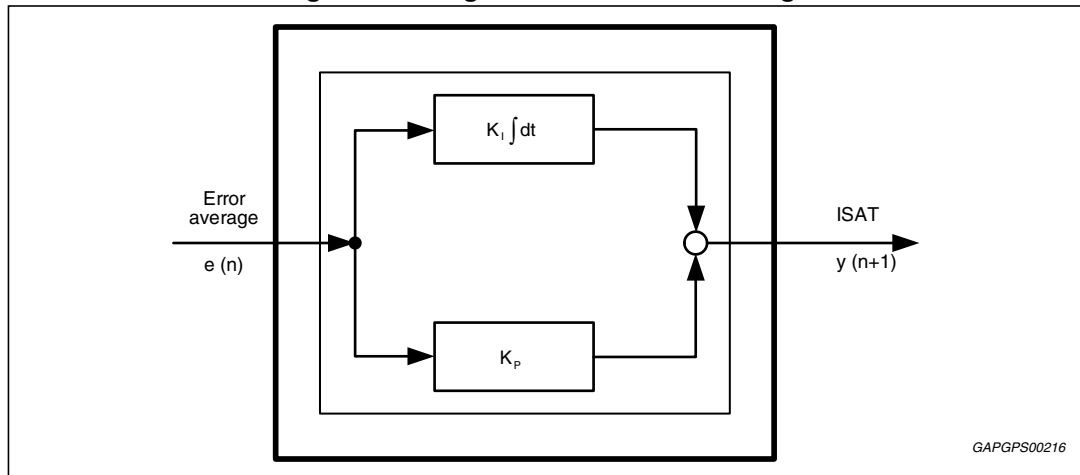 K_I ∫ dt
Error
average
e (n)
ISAT
y (n+1)
K_P
GAPGPS00216